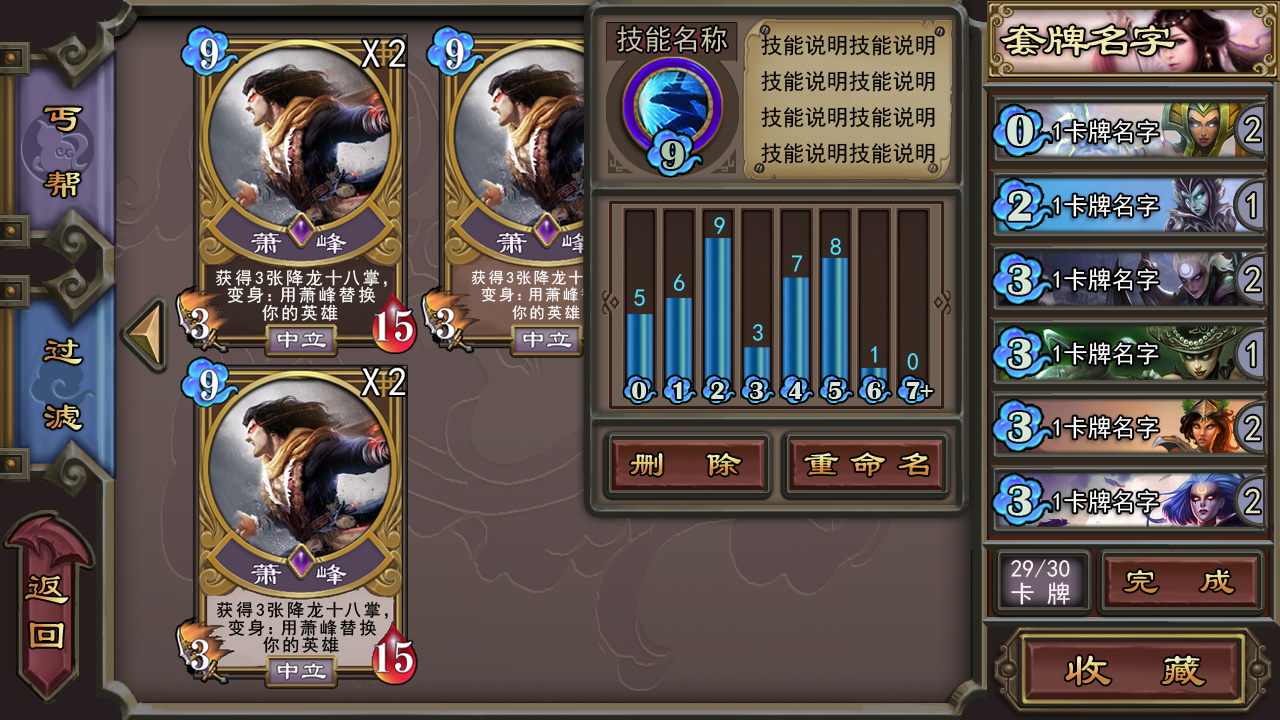 丐帮
过滤
返回
9
X2
萧峰
获得3张降龙十八掌，
变身：用萧峰替换
你的英雄
3
中立
15
9
萧峰
获得3张降龙十
变身：用萧峰
你的英雄
3
中立
9
X2
萧峰
获得3张降龙十八掌，
变身：用萧峰替换
你的英雄
3
中立
15
技能名称
9
技能说明技能说明
技能说明技能说明
技能说明技能说明
技能说明技能说明
5 6 9 3 7 8 1 0
0 1 2 3 4 5 6 7+
删 除
重命名
套牌名字
0 1卡牌名字 2
2 1卡牌名字 1
3 1卡牌名字 2
3 1卡牌名字 1
3 1卡牌名字 2
3 1卡牌名字 2
29/30
卡 牌
完 成
收 藏